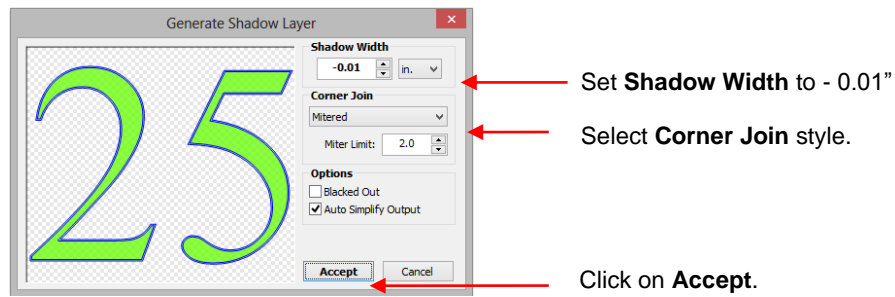 Generate Shadow Layer
25
Shadow Width
-0.01 in.
Set Shadow Width to - 0.01”
Corner Join
Mitered
Miter Limit: 2.0
Select Corner Join style.
Options
Blacked Out
Auto Simplify Output
Accept Cancel
Click on Accept.